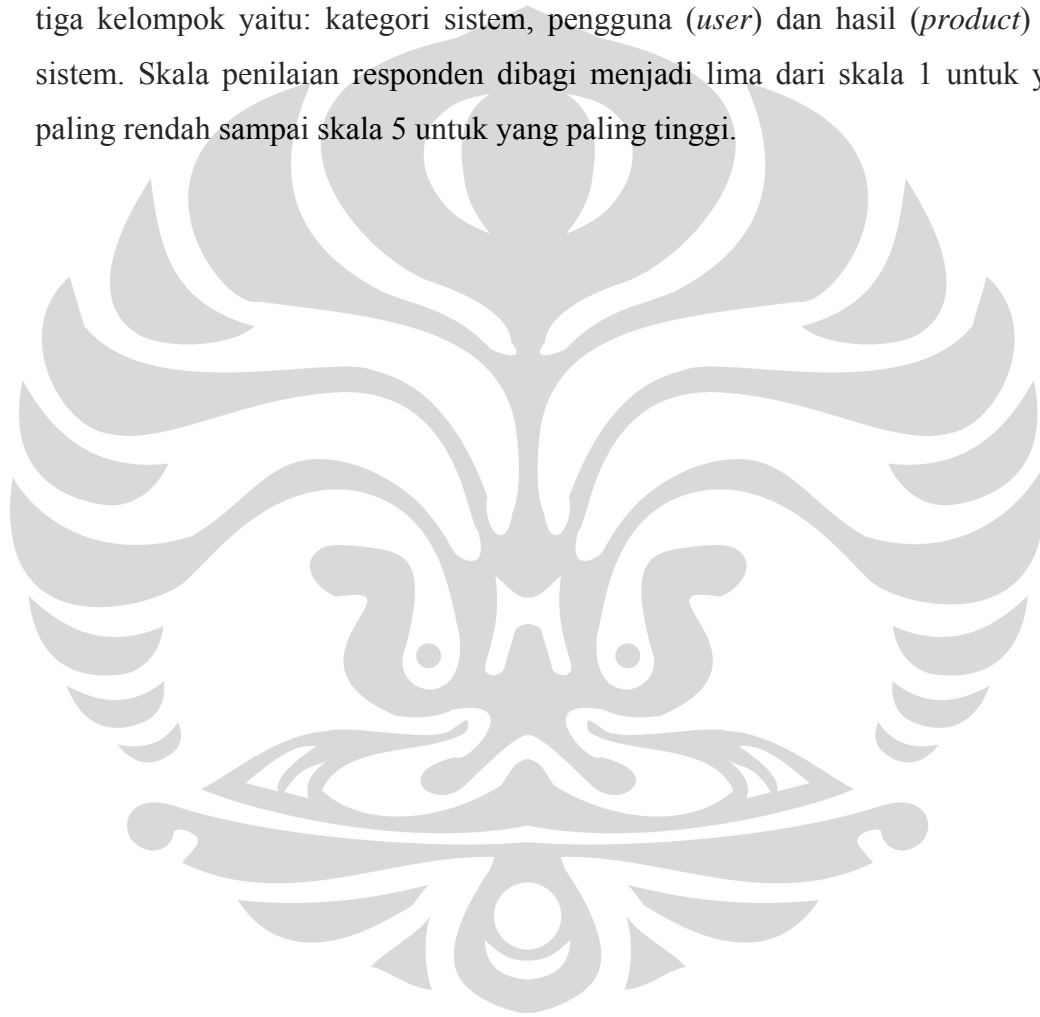 tiga kelompok yaitu: kategori sistem, pengguna (user) dan hasil (product)
sistem. Skala penilaian responden dibagi menjadi lima dari skala 1 untuk
paling rendah sampai skala 5 untuk yang paling tinggi.